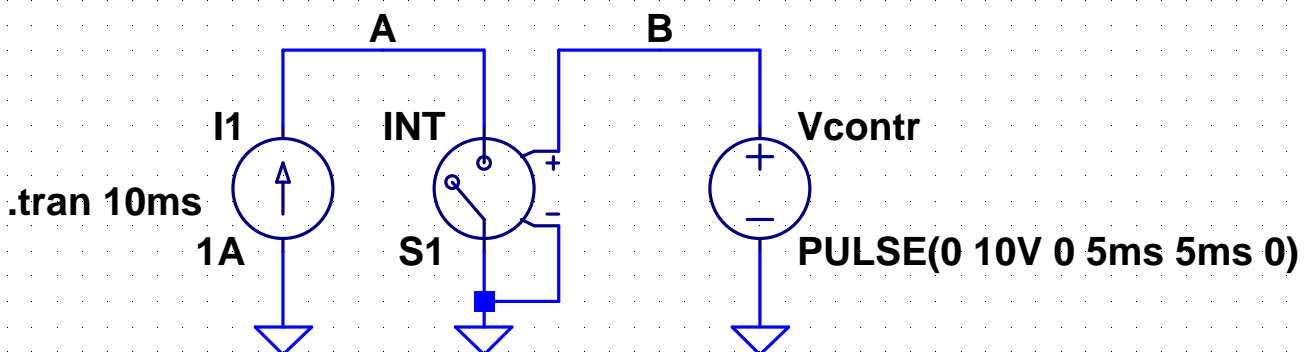 A
B
I1
INT
Vcontr
+
+
.tran 10ms
1A
S1
PULSE(0 10V 0 5ms 5ms 0)